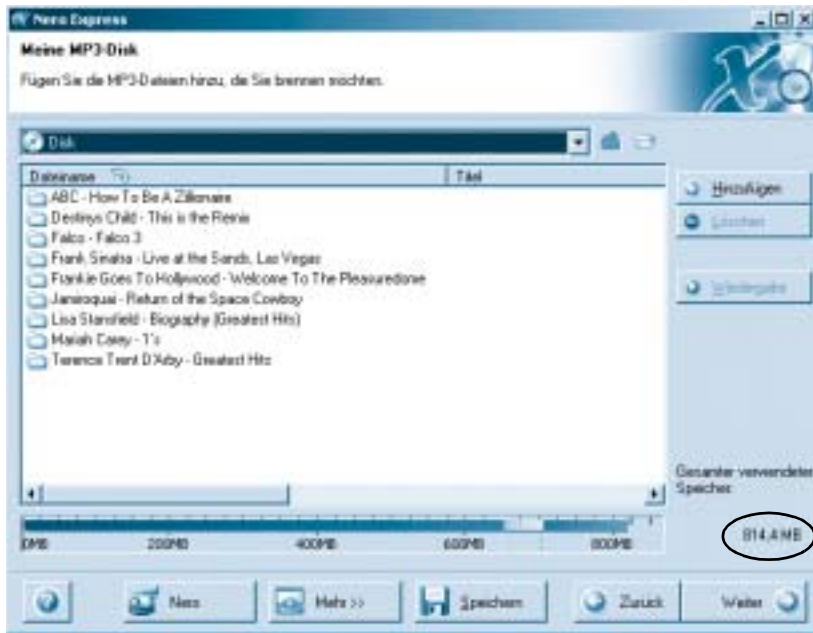 Nero Express
Meine MP3-Disk
Fügen Sie die MP3-Dateien hinzu, die Sie brennen möchten.
Disk
Dateiname Titel
ABC - How To Be A Zillionaire
Destinys Child - This is the Remix
Falco - Falco 3
Frank Sinatra - Live at the Sands, Las Vegas
Frankie Goes To Hollywood - Welcome To The Pleasuredome
Jamiroquai - Return of the Space Cowboy
Lisa Stansfield - Biography (Greatest Hits)
Mariah Carey - 1's
Terence Trent D'Arby - Greatest Hits
Hinzufügen
Löschen
Wiedergabe
Gesamter verwendeter
Speicher:
0MB 200MB 400MB 600MB 800MB
814,4 MB
Nero Mehr >> Speichern Zurück Weiter